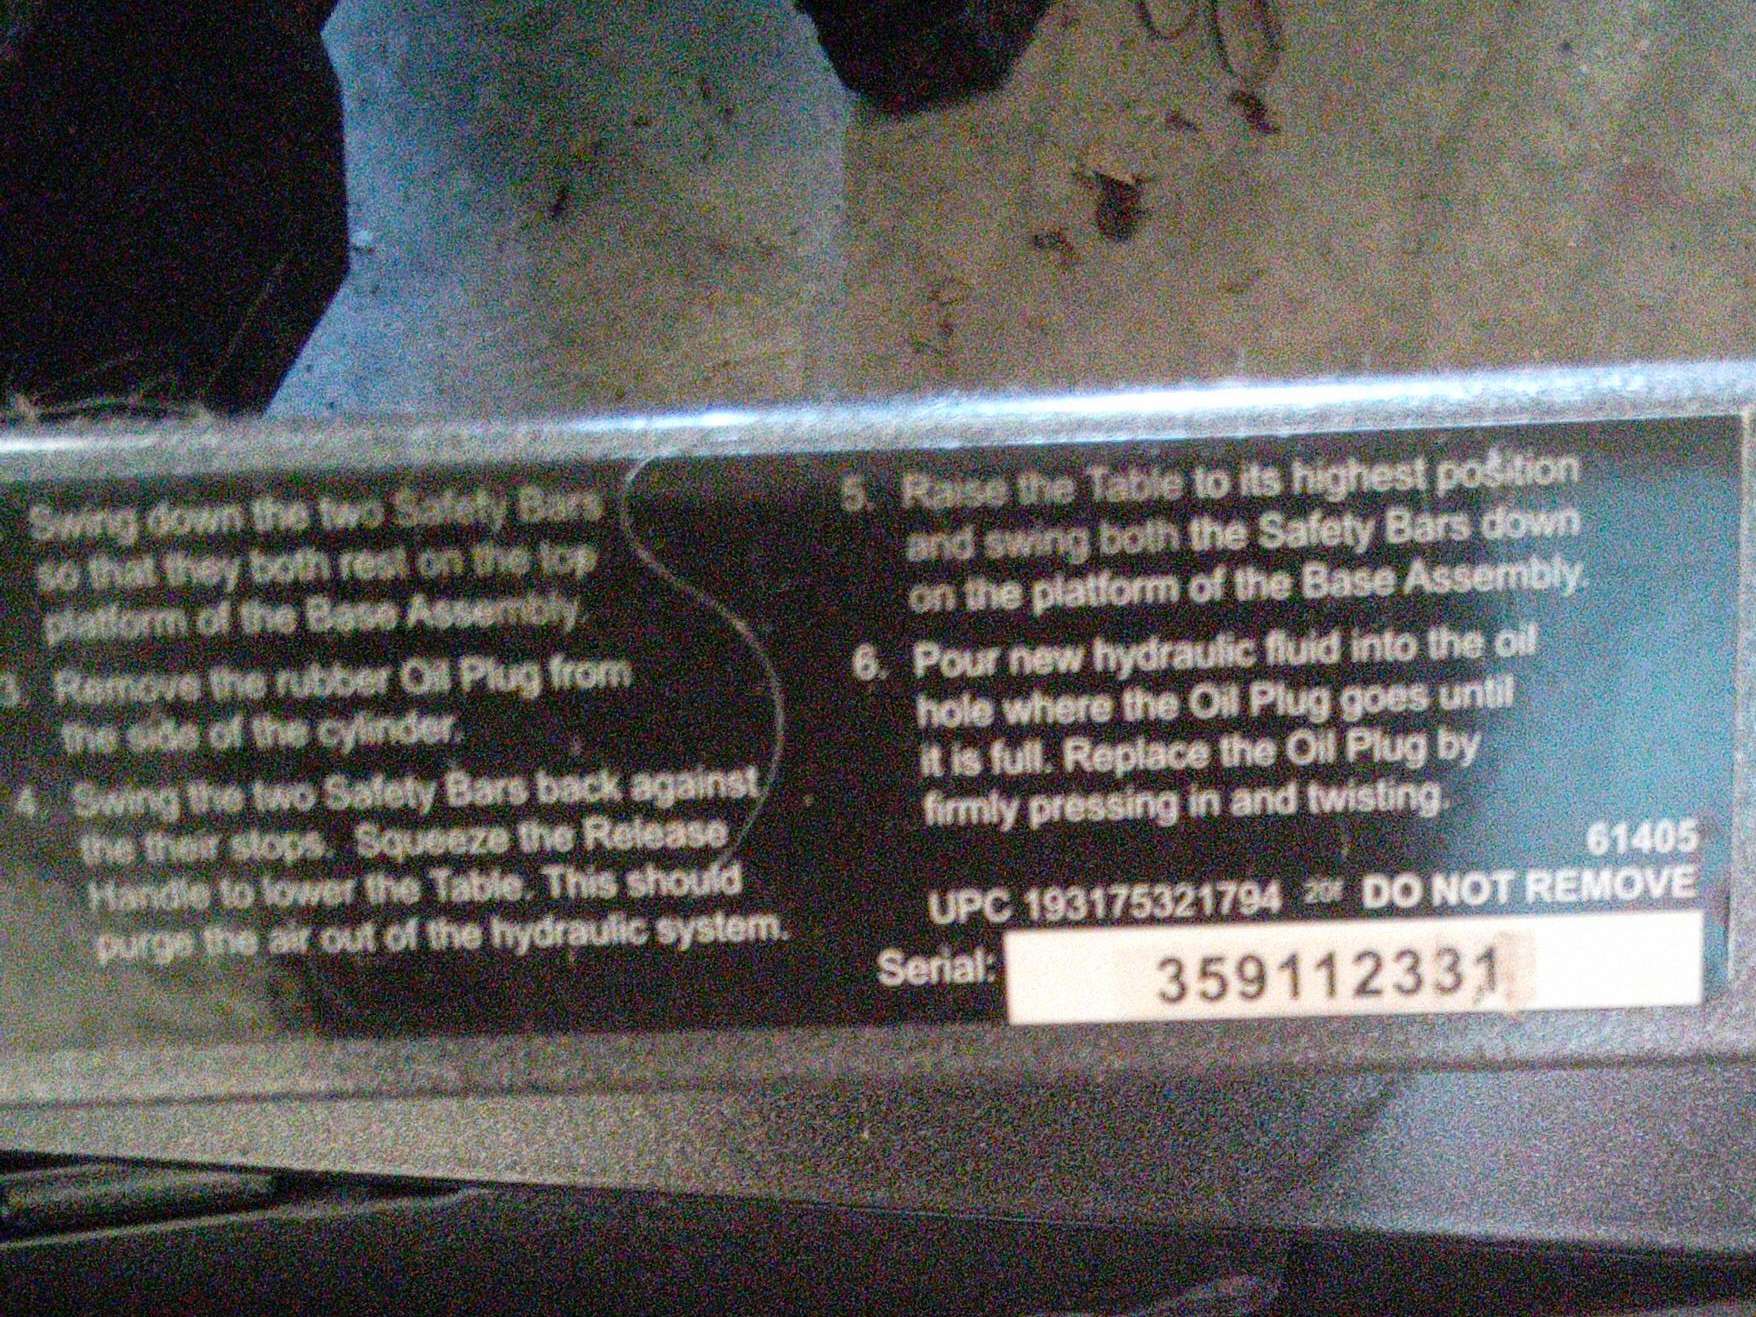 Swing down the two Safety Bars
so that they both rest on the top
platform of the Base Assembly.
3. Remove the rubber Oil Plug from
the side of the cylinder.
4. Swing the two Safety Bars back against
the their stops. Squeeze the Release
Handle to lower the Table. This should
purge the air out of the hydraulic system.
5. Raise the Table to its highest position
and swing both the Safety Bars down
on the platform of the Base Assembly.
6. Pour new hydraulic fluid into the oil
hole where the Oil Plug goes until
it is full. Replace the Oil Plug by
firmly pressing in and twisting.
61405
UPC 193175321794 20f DO NOT REMOVE
Serial: 359112331